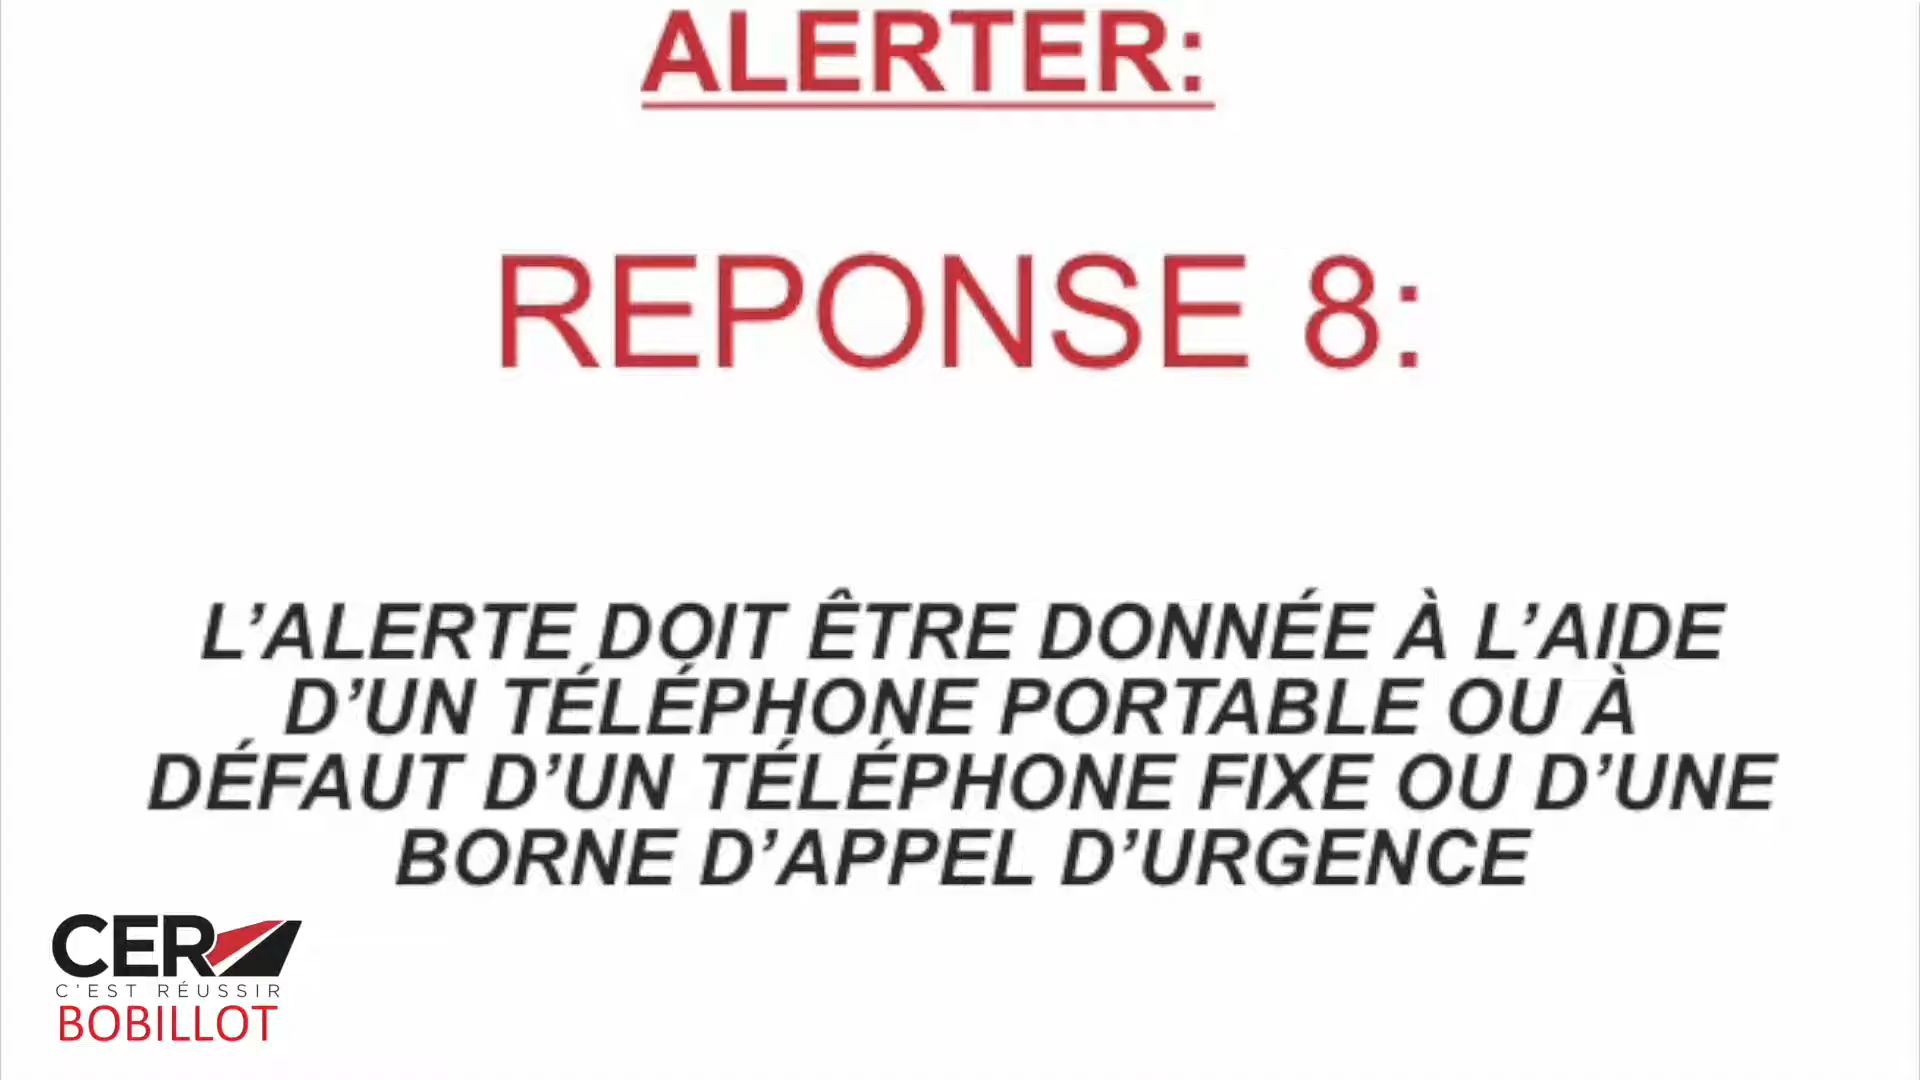 ALERTER:
REPONSE 8:
L’ALERTE DOIT ÊTRE DONNÉE À L’AIDE
D’UN TÉLÉPHONE PORTABLE OU À
DÉFAUT D’UN TÉLÉPHONE FIXE OU D’UNE
BORNE D’APPEL D’URGENCE
CER
C'EST RÉUSSIR
BOBILLOT